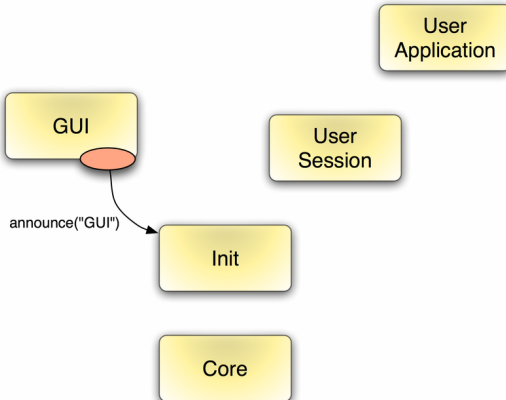 User
Application
GUI
User
Session
announce("GUI")
Init
Core